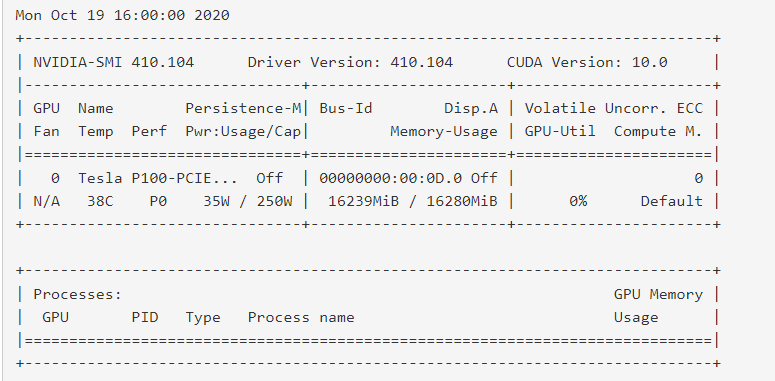 Mon Oct 19 16:00:00 2020
+-----------------------------------------------------------------------------+
| NVIDIA-SMI 410.104      Driver Version: 410.104      CUDA Version: 10.0     |
|-------------------------------+----------------------+----------------------+
| GPU  Name        Persistence-M| Bus-Id        Disp.A | Volatile Uncorr. ECC |
| Fan  Temp  Perf  Pwr:Usage/Cap|         Memory-Usage | GPU-Util  Compute M. |
|===============================+======================+======================|
|   0  Tesla P100-PCIE...  Off  | 00000000:00:0D.0 Off |                    0 |
| N/A   38C    P0    35W / 250W |  16239MiB / 16280MiB |      0%      Default |
+-------------------------------+----------------------+----------------------+

+-----------------------------------------------------------------------------+
| Processes:                                                       GPU Memory |
|  GPU       PID   Type   Process name                             Usage      |
|=============================================================================|
+-----------------------------------------------------------------------------+